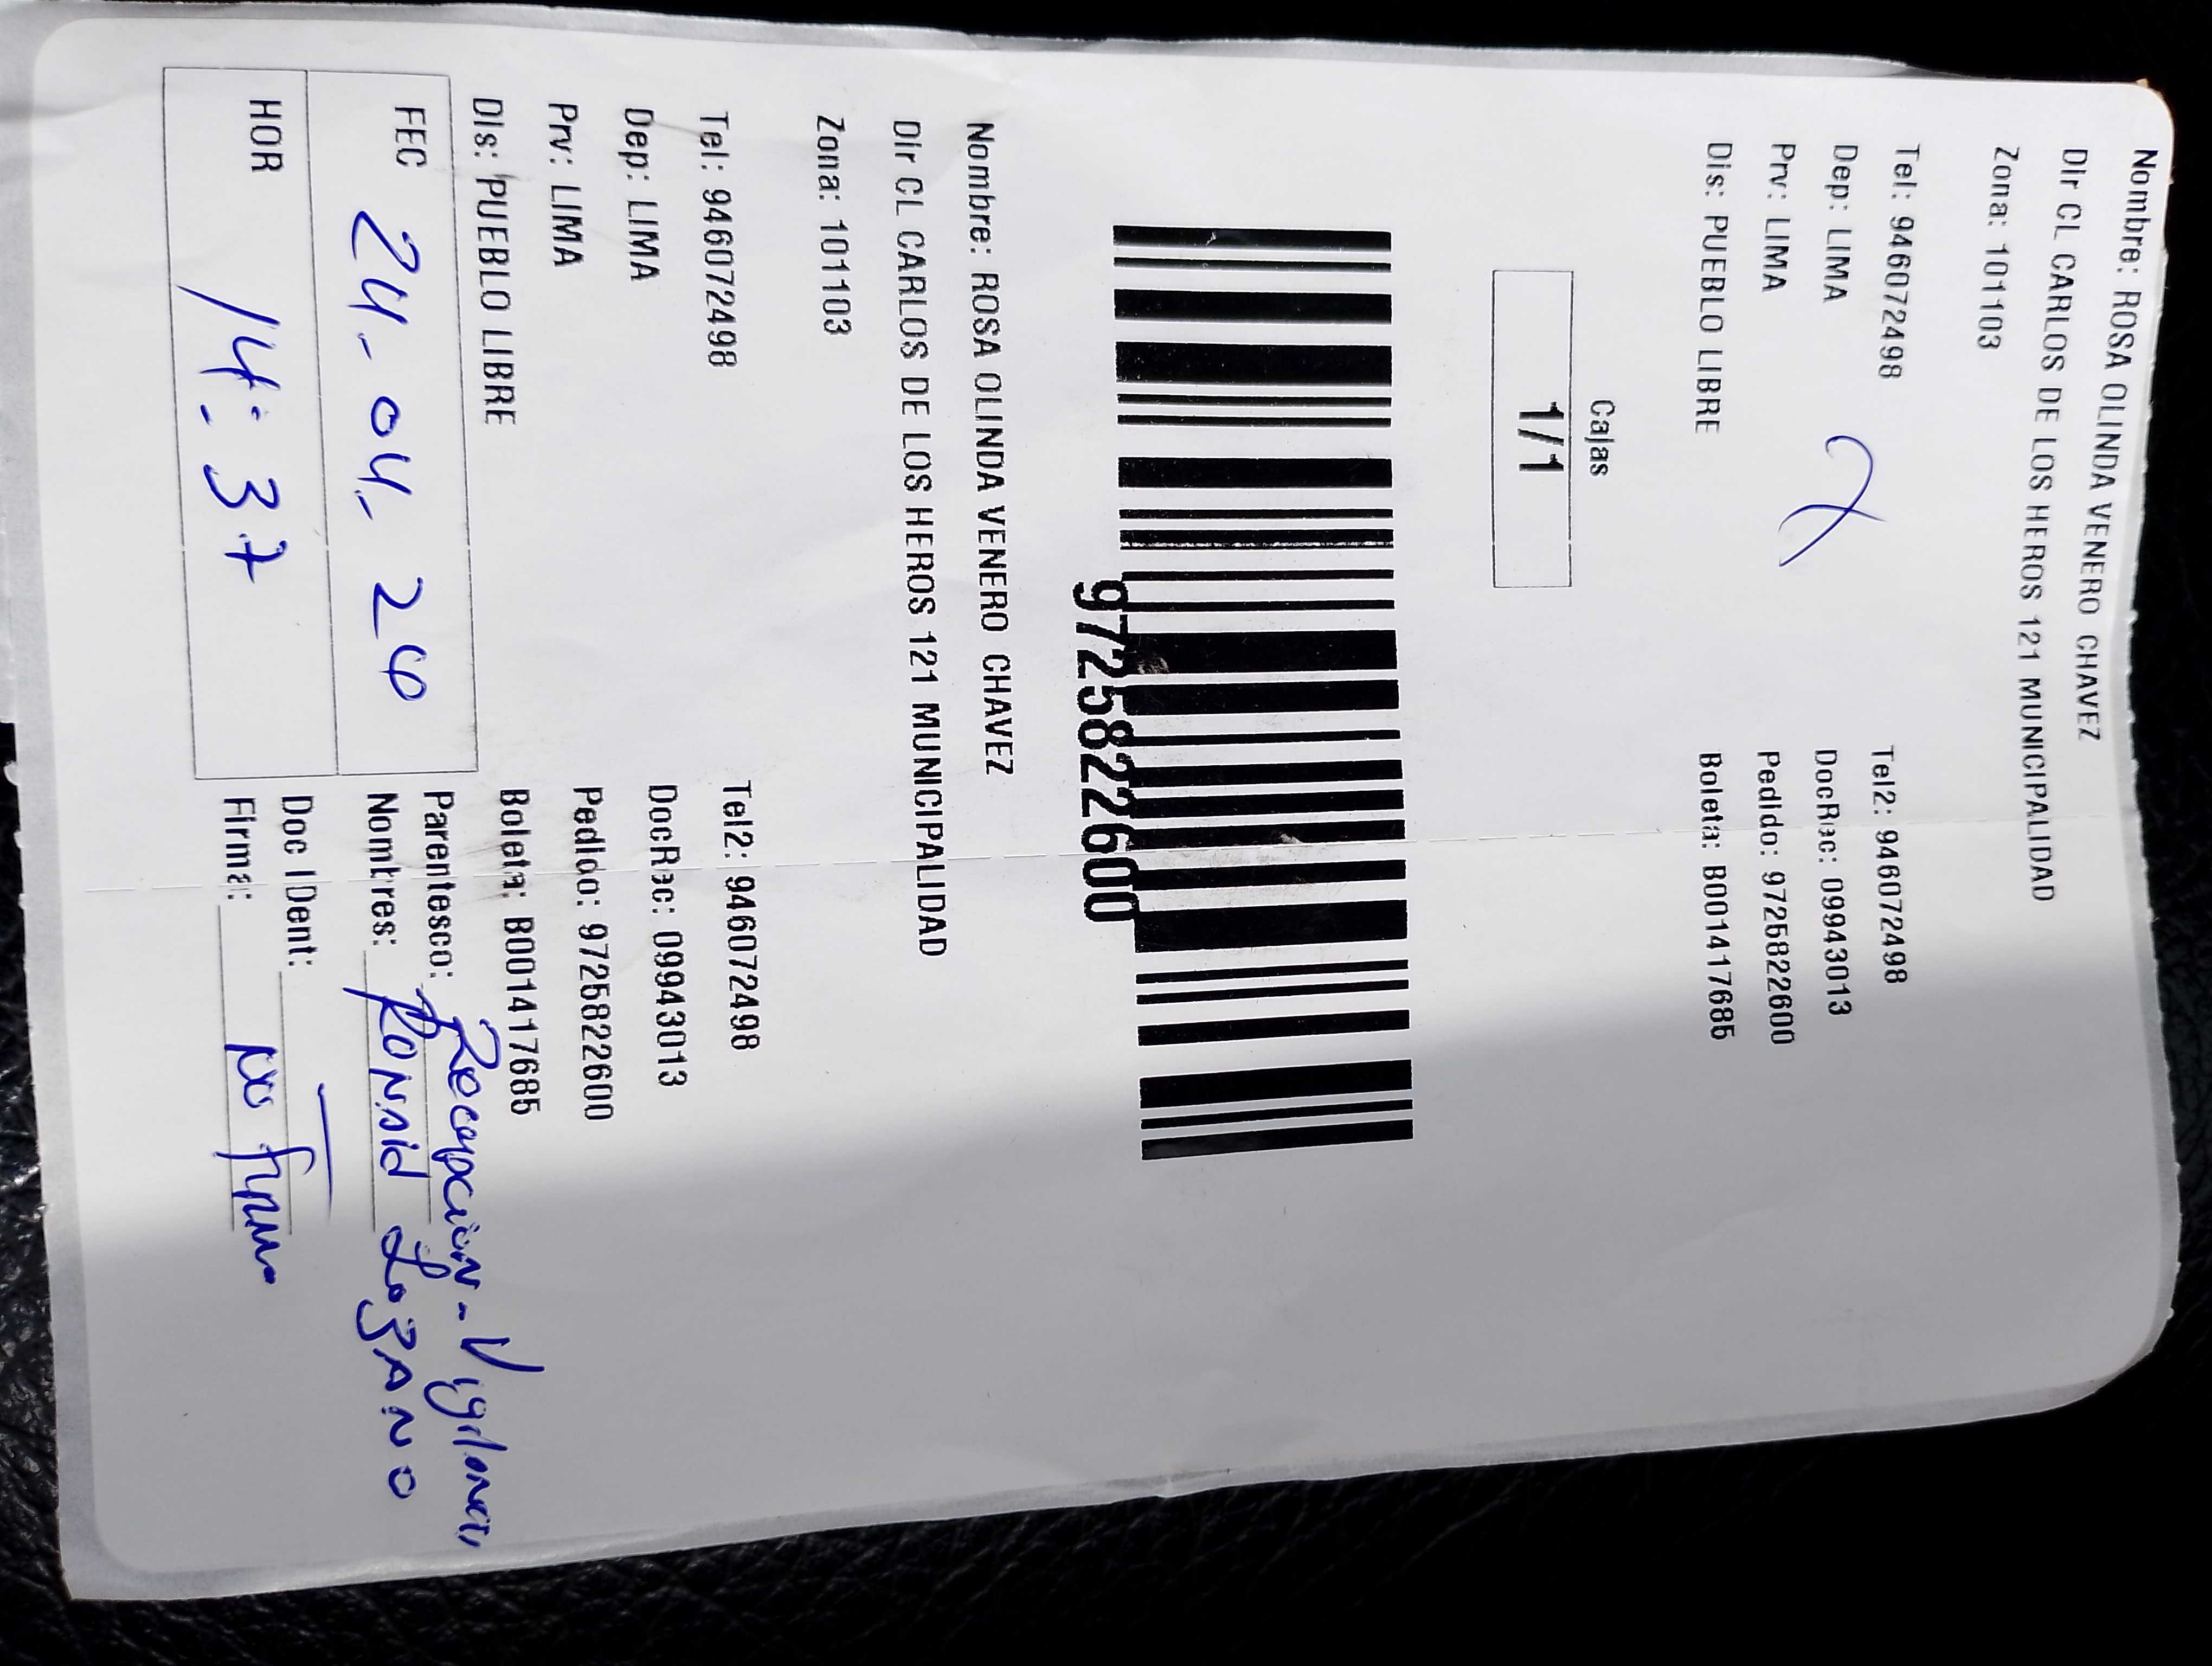 Nombre: ROSA OLINDA VENERO CHAVEZ
Dir CL CARLOS DE LOS HEROS 121 MUNICIPALIDAD
Zona: 101103
Tel: 946072498 Tel2: 946072498
Dep: LIMA DocRec: 09943013
Prv: LIMA Pedido: 9725822600
Dis: PUEBLO LIBRE Boleta: B001417685
Cajas
1/1
9725822600
Nombre: ROSA OLINDA VENERO CHAVEZ
Dir CL CARLOS DE LOS HEROS 121 MUNICIPALIDAD
Zona: 101103
Tel: 946072498 Tel2: 946072498
Dep: LIMA DocRec: 09943013
Prv: LIMA Pedido: 9725822600
Dis: PUEBLO LIBRE Boleta: B001417685
FEC 24-04-24 Parentesco: Recepción - Vigilancia
Nombres: Ronald Lozano
HOR 14:37 Doc IDent:
Firma: No firma